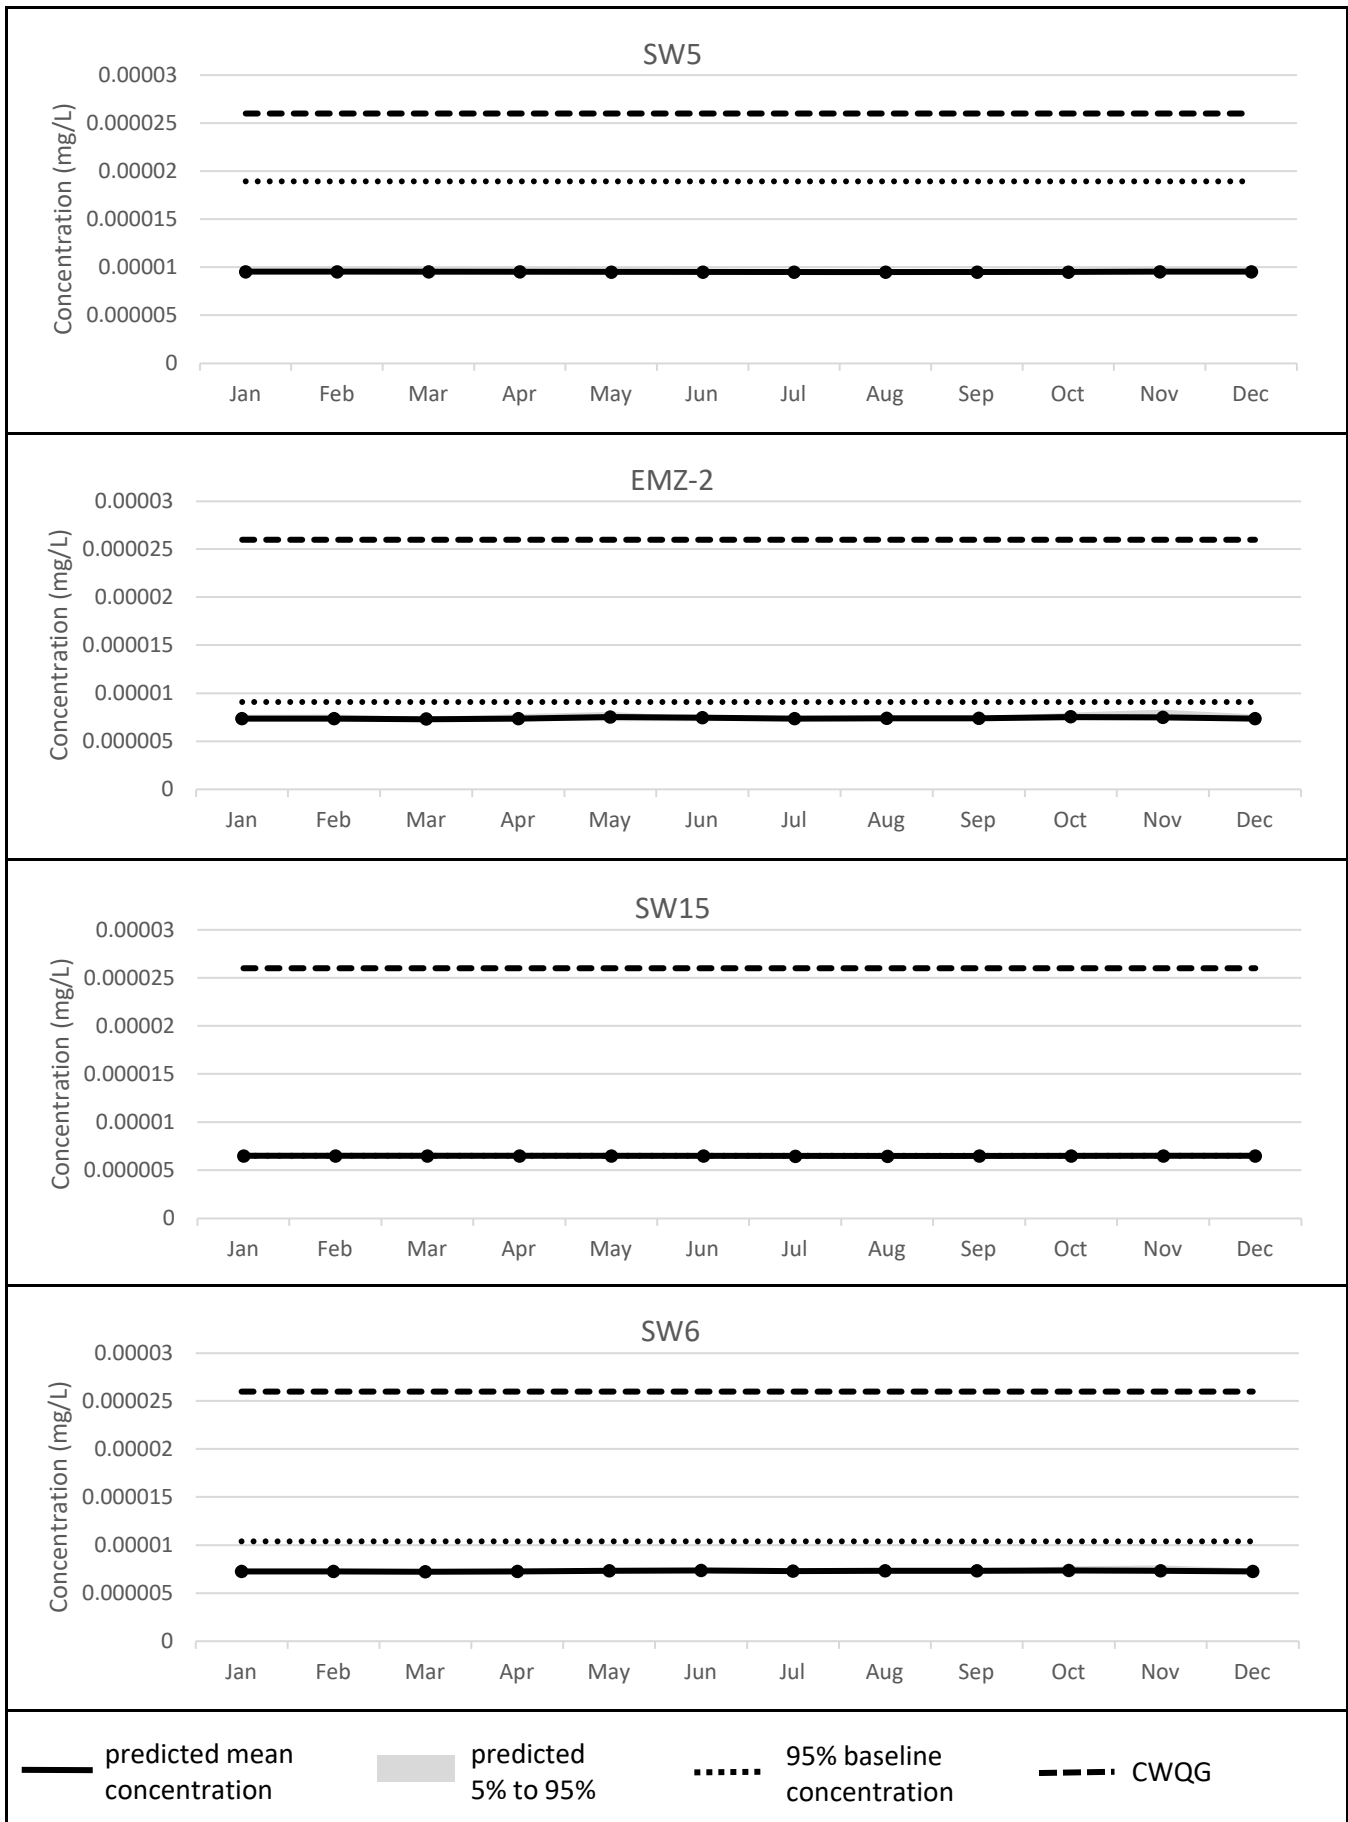 SW5
Concentration (mg/L)
0.00003
0.000025
0.00002
0.000015
0.00001
0.000005
0
Jan Feb Mar Apr May Jun Jul Aug Sep Oct Nov Dec
EMZ-2
Concentration (mg/L)
0.00003
0.000025
0.00002
0.000015
0.00001
0.000005
0
Jan Feb Mar Apr May Jun Jul Aug Sep Oct Nov Dec
SW15
Concentration (mg/L)
0.00003
0.000025
0.00002
0.000015
0.00001
0.000005
0
Jan Feb Mar Apr May Jun Jul Aug Sep Oct Nov Dec
SW6
Concentration (mg/L)
0.00003
0.000025
0.00002
0.000015
0.00001
0.000005
0
Jan Feb Mar Apr May Jun Jul Aug Sep Oct Nov Dec
predicted mean
concentration
predicted
5% to 95%
95% baseline
concentration
CWQG